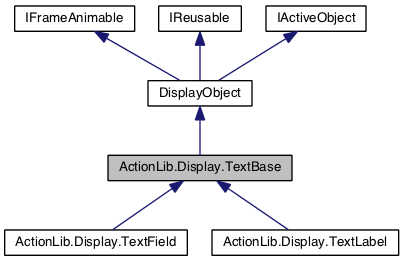 IFrameAnimable
IReusable
IActiveObject
DisplayObject
ActionLib.Display.TextBase
ActionLib.Display.TextField
ActionLib.Display.TextLabel